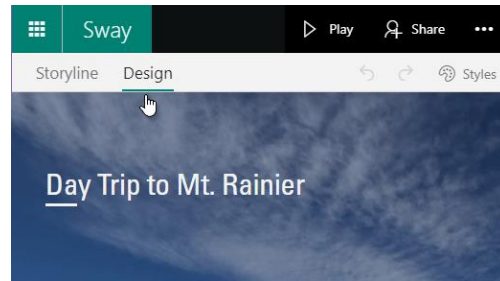 Sway Play Share
Storyline Design Styles
Day Trip to Mt. Rainier